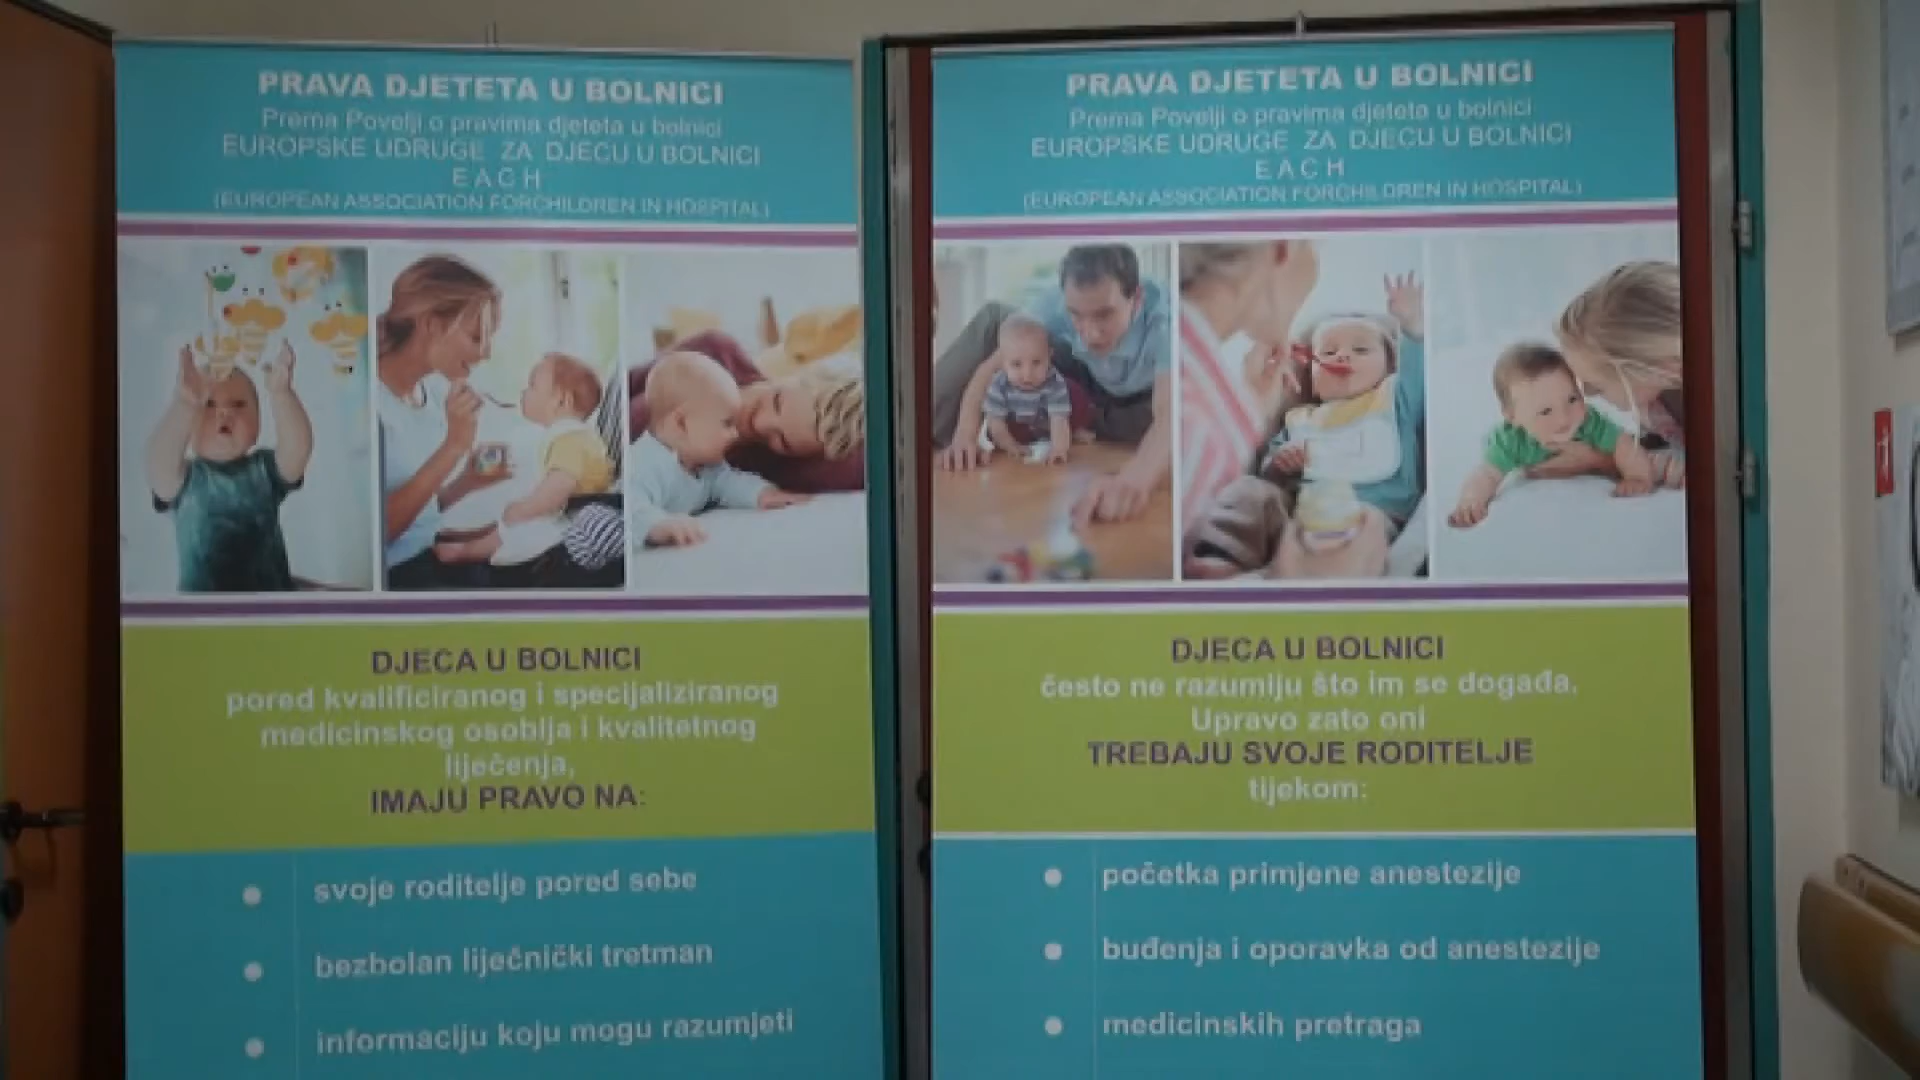 PRAVA DJETETA U BOLNICI
Prema Povelji o pravima djeteta u bolnici
EUROPSKE UDRUGE ZA DJECU U BOLNICI
EACH
(EUROPEAN ASSOCIATION FORCHILDREN IN HOSPITAL)
DJECA U BOLNICI
pored kvalificiranog i specijaliziranog
medicinskog osoblja i kvalitetnog
liječenja,
IMAJU PRAVO NA:
svoje roditelje pored sebe
bezbolan liječnički tretman
informaciju koju mogu razumjeti
PRAVA DJETETA U BOLNICI
Prema Povelji o pravima djeteta u bolnici
EUROPSKE UDRUGE ZA DJECU U BOLNICI
EACH
(EUROPEAN ASSOCIATION FORCHILDREN IN HOSPITAL)
DJECA U BOLNICI
često ne razumiju što im se događa.
Upravo zato oni
TREBAJU SVOJE RODITELJE
tijekom:
početka primjene anestezije
buđenja i oporavka od anestezije
medicinskih pretraga